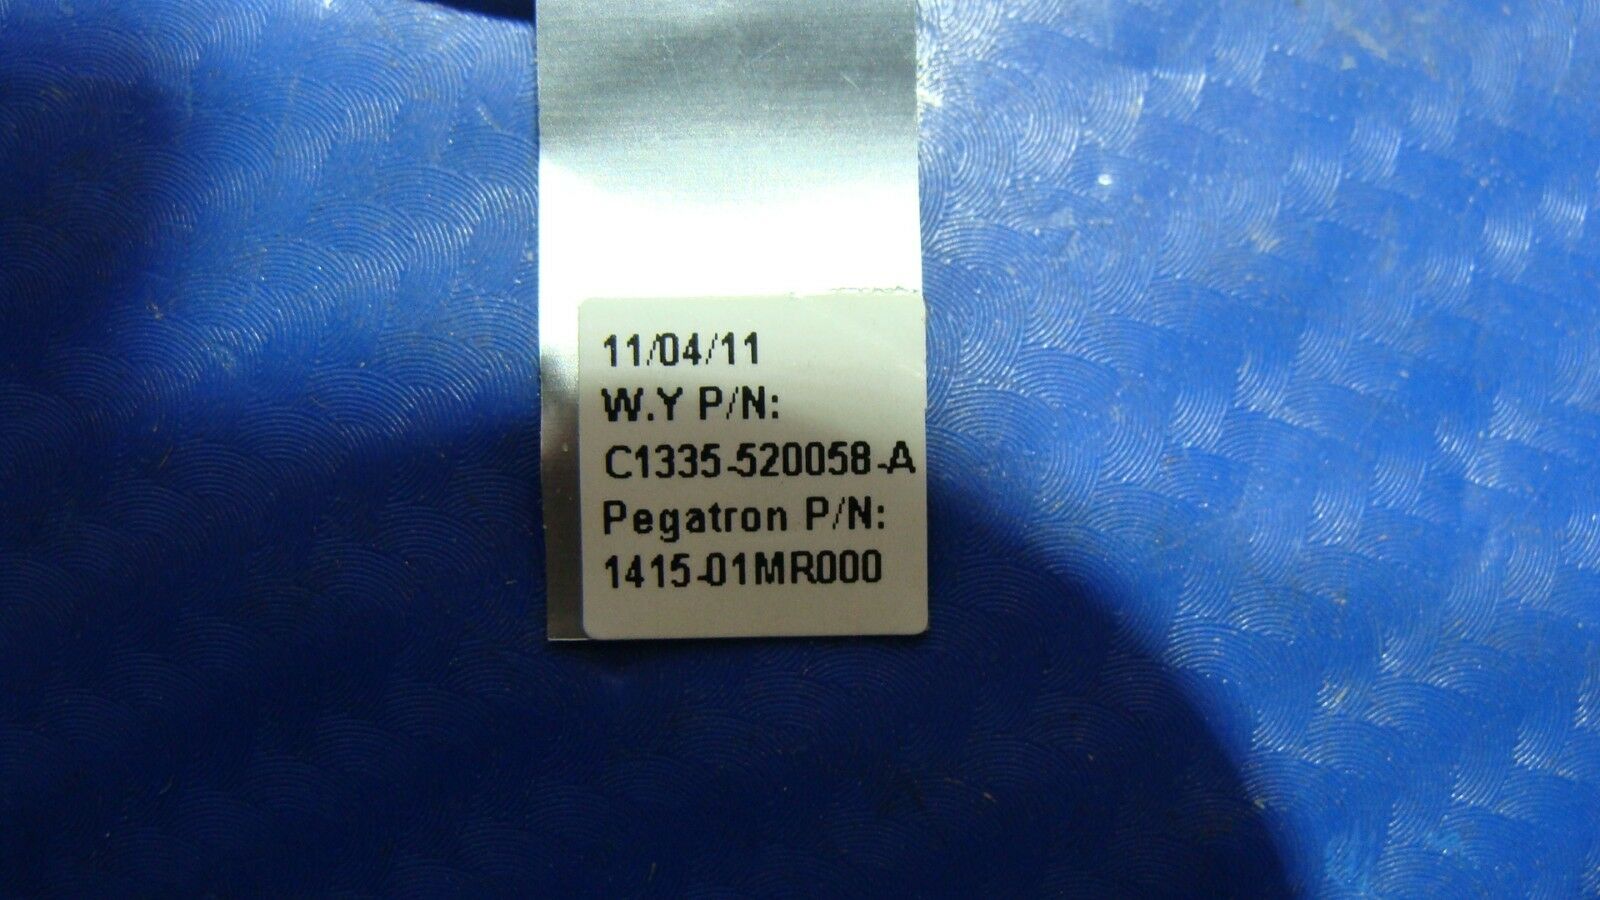 11/04/11
W.Y P/N:
C1335-520058-A
Pegatron P/N:
1415-01MR000